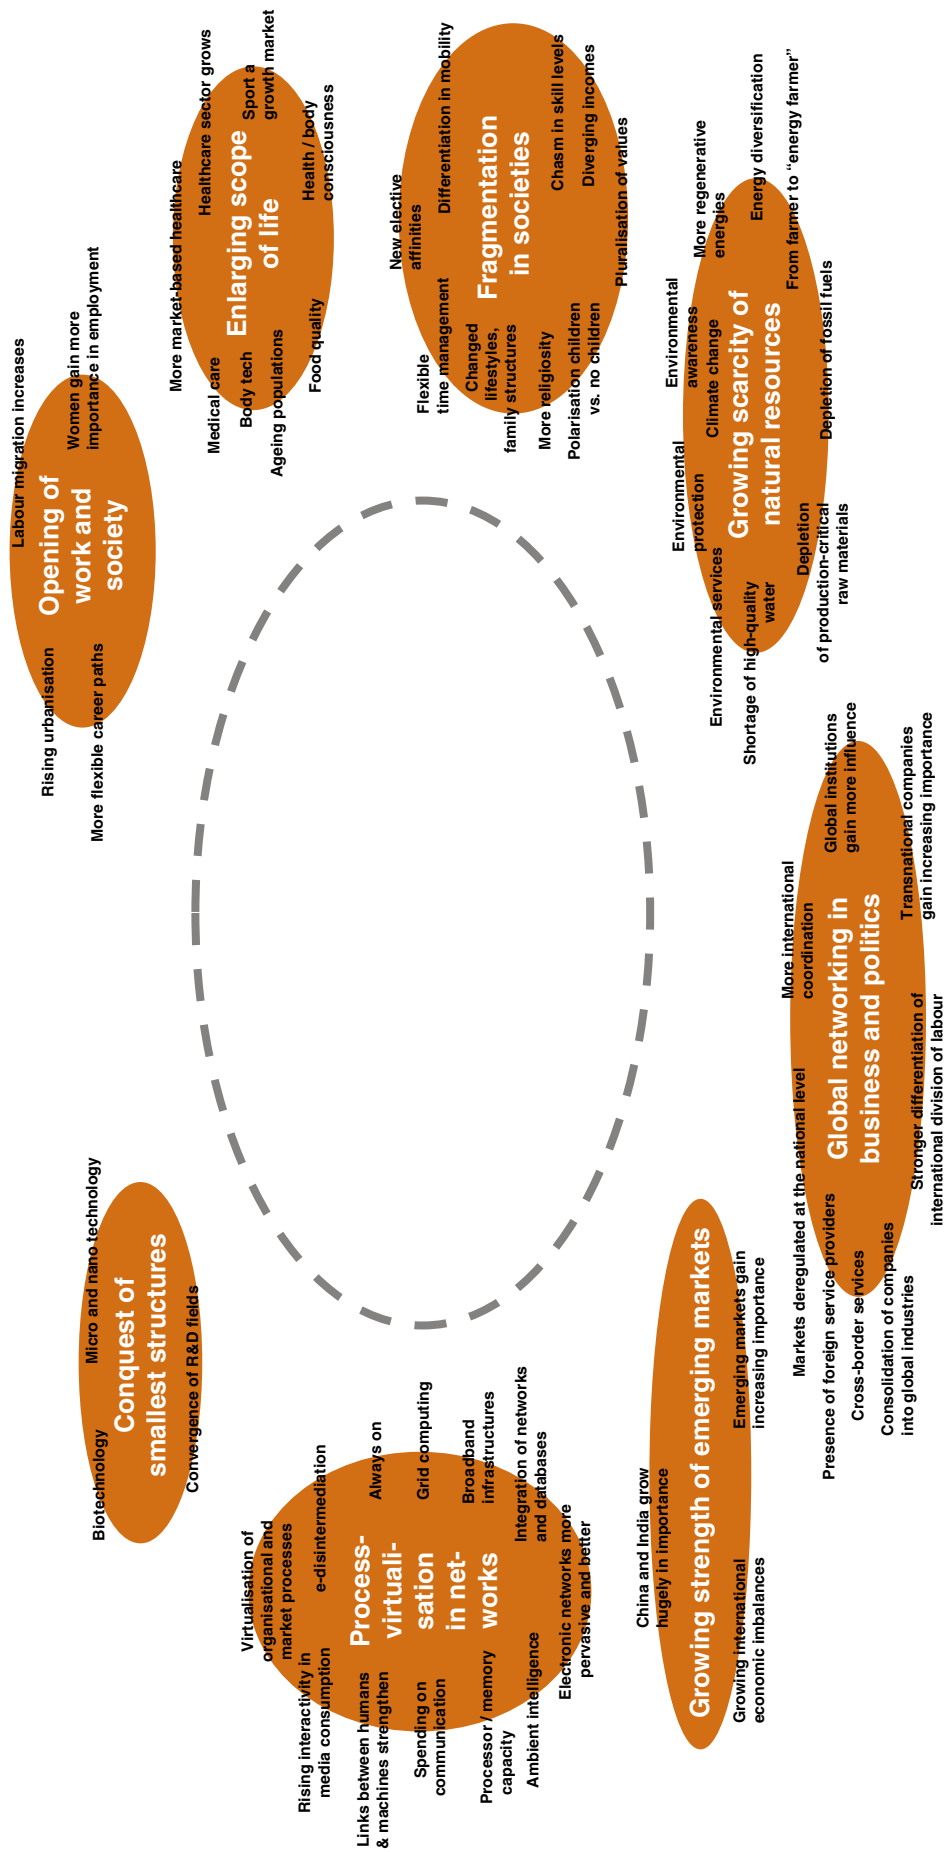 Conquest of
smallest structures
Biotechnology
Micro and nano technology
Convergence of R&D fields
Opening of
work and
society
Rising urbanisation
Labour migration increases
More flexible career paths
Women gain more
importance in employment
Enlarging scope
of life
More market-based healthcare
Healthcare sector grows
Medical care
Body tech
Sport a
growth market
Ageing populations
Food quality
Health / body
consciousness
Process-
virtuali-
sation
in net-
works
Virtualisation of
organisational and
market processes
Rising interactivity in
media consumption
e-disintermediation
Links between humans
& machines strengthen
Always on
Spending on
communication
Grid computing
Processor / memory
capacity
Broadband
infrastructures
Ambient intelligence
Integration of networks
and databases
Electronic networks more
pervasive and better
Fragmentation
in societies
New elective
affinities
Flexible
time management
Differentiation in mobility
Changed
lifestyles,
family structures
More religiosity
Chasm in skill levels
Polarisation children
vs. no children
Diverging incomes
Pluralisation of values
Growing strength of emerging markets
China and India grow
hugely in importance
Growing international
economic imbalances
Emerging markets gain
increasing importance
Global networking in
business and politics
More international
coordination
Markets deregulated at the national level
Presence of foreign service providers
Global institutions
gain more influence
Cross-border services
Consolidation of companies
into global industries
Transnational companies
gain increasing importance
Stronger differentiation of
international division of labour
Growing scarcity of
natural resources
Environmental
awareness
Environmental
protection
More regenerative
energies
Climate change
Environmental services
Shortage of high-quality
water
Energy diversification
From farmer to “energy farmer”
Depletion
of production-critical
raw materials
Depletion of fossil fuels